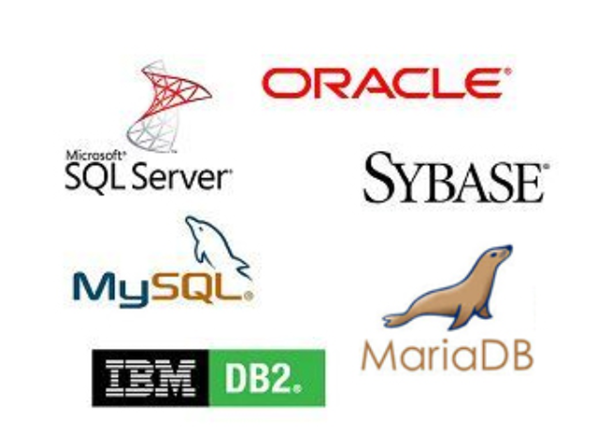 ORACLE®
Microsoft®
SQL Server®
SYBASE®
MySQL®
MariaDB
IBM DB2®